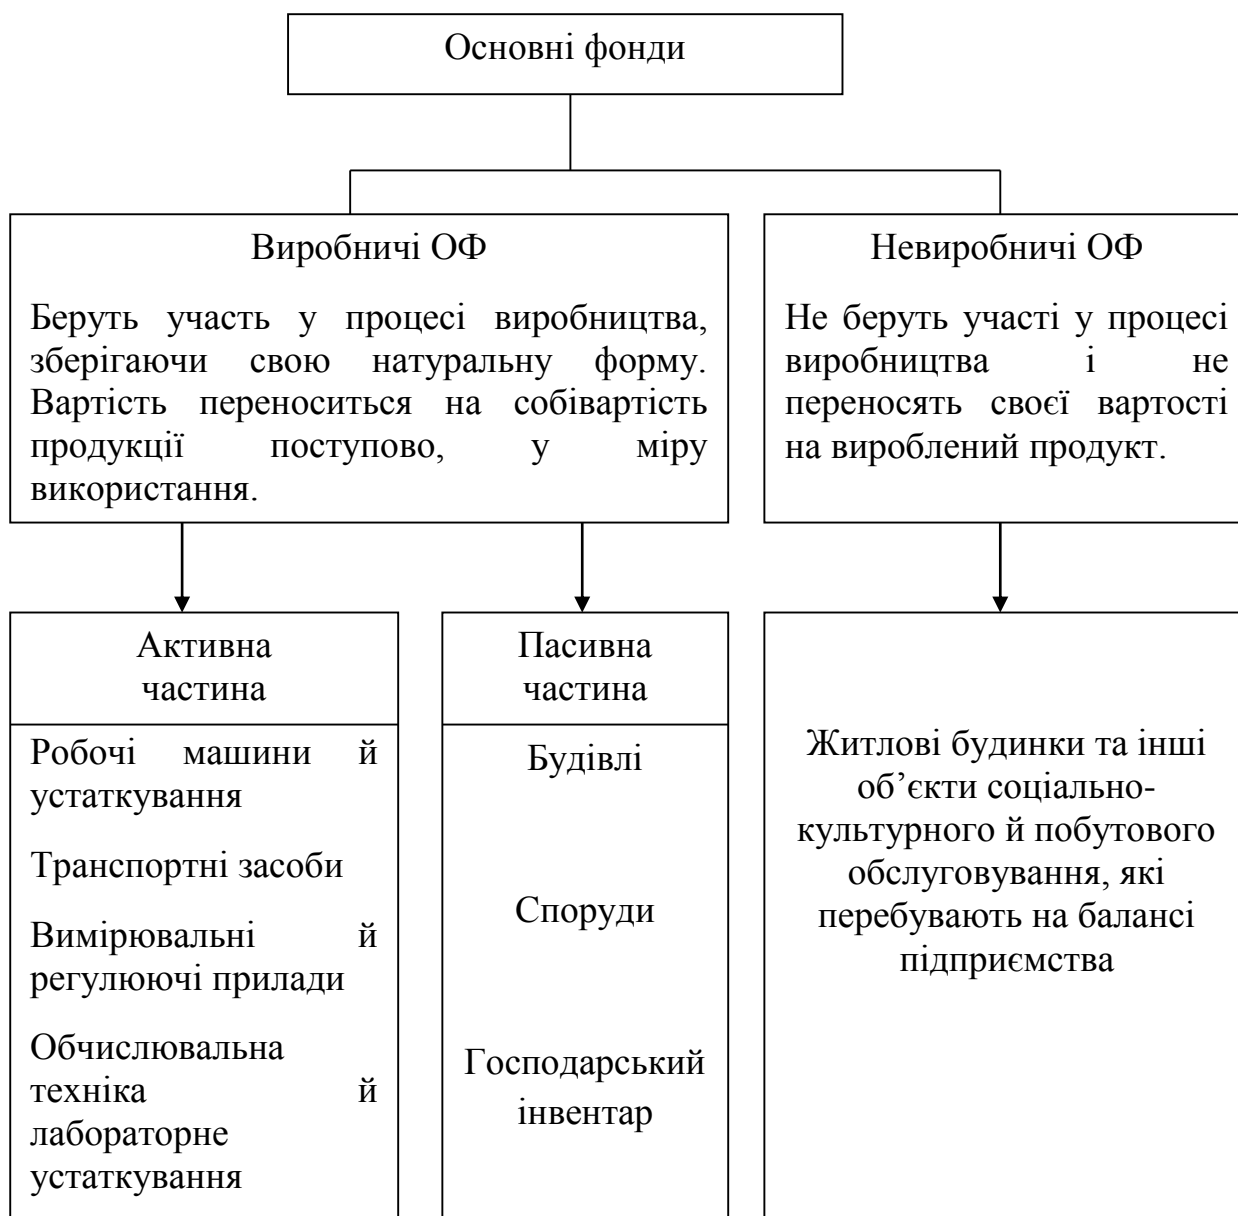 Основні фонди
Виробничі ОФ
Беруть участь у процесі виробництва,
зберігаючи свою натуральну форму.
Вартість переноситься на собівартість
продукції поступово, у міру
використання.
Невиробничі ОФ
Не беруть участі у процесі
виробництва і не
переносять своєї вартості
на вироблений продукт.
Активна
частина
Робочі машини й
устаткування
Транспортні засоби
Вимірювальні й
регулюючі прилади
Обчислювальна
техніка й
лабораторне
устаткування
Пасивна
частина
Будівлі
Споруди
Господарський
інвентар
Житлові будинки та інші
об’єкти соціально-
культурного й побутового
обслуговування, які
перебувають на балансі
підприємства